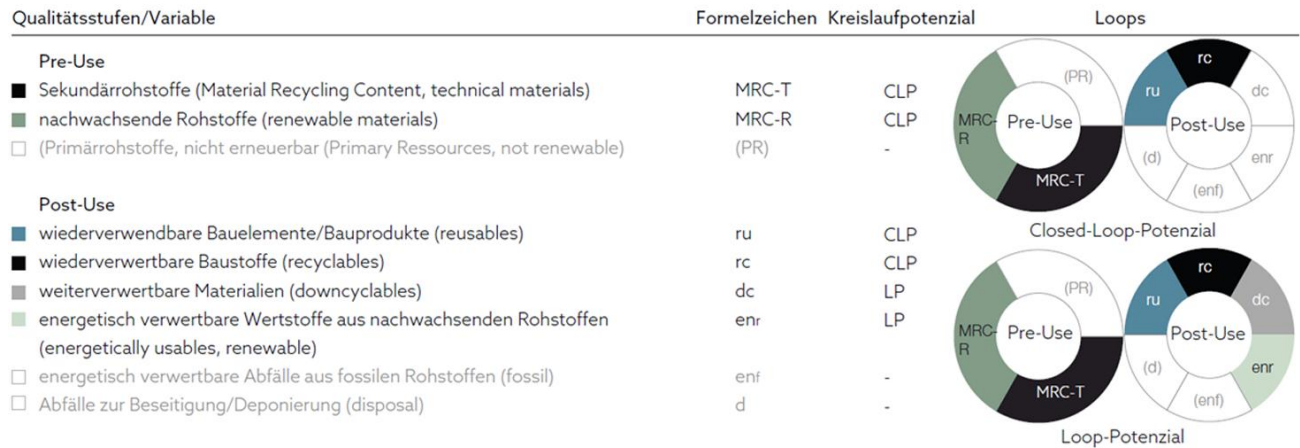 Qualitätsstufen/Variable Formelzeichen Kreislaufpotenzial Loops
Pre-Use
Sekundärrohstoffe (Material Recycling Content, technical materials) MRC-T CLP
nachwachsende Rohstoffe (renewable materials) MRC-R CLP
(Primärrohstoffe, nicht erneuerbar (Primary Ressources, not renewable) (PR) -
Post-Use
wiederverwendbare Bauelemente/Bauprodukte (reusables) ru CLP
wiederverwertbare Baustoffe (recyclables) rc CLP
weiterverwertbare Materialien (downcyclables) dc LP
energetisch verwertbare Wertstoffe aus nachwachsenden Rohstoffen enr LP
(energetically usables, renewable)
energetisch verwertbare Abfälle aus fossilen Rohstoffen (fossil) enf -
Abfälle zur Beseitigung/Deponierung (disposal) d -
(PR)
MRC-
R
Pre-Use
MRC-T
rc
ru
dc
Post-Use
(d)
enr
(enf)
Closed-Loop-Potenzial
(PR)
MRC-
R
Pre-Use
MRC-T
rc
ru
dc
Post-Use
(d)
enr
(enf)
Loop-Potenzial